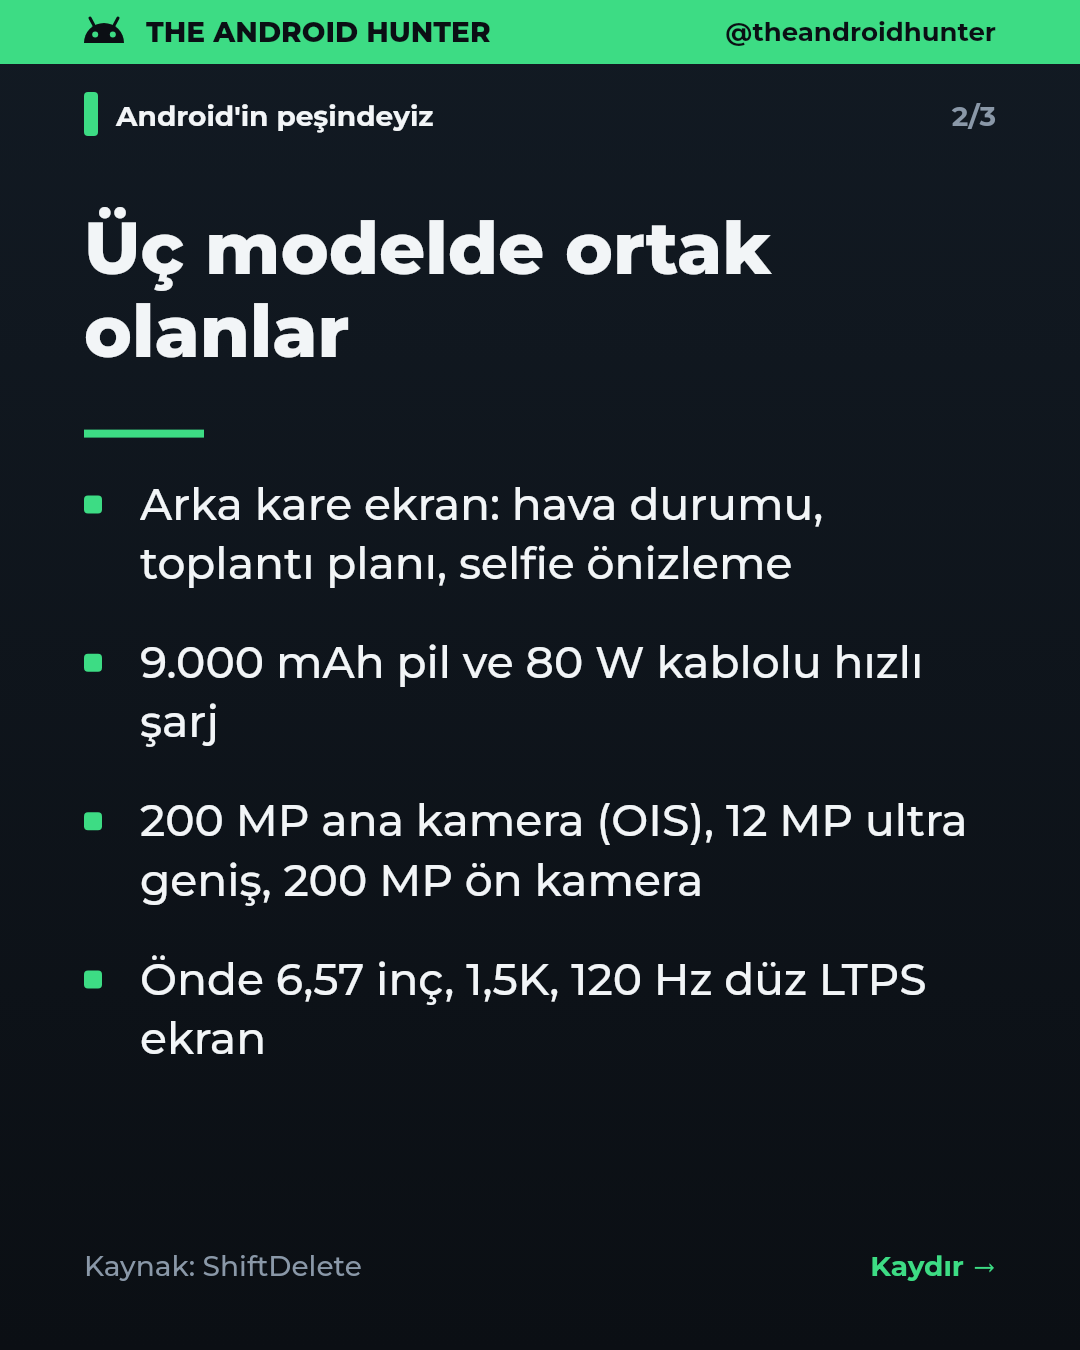 THE ANDROID HUNTER
@theandroidhunter
Android'in peşindeyiz
2/3
Üç modelde ortak
olanlar
Arka kare ekran: hava durumu,
toplantı planı, selfie önizleme
9.000 mAh pil ve 80 W kablolu hızlı
şarj
200 MP ana kamera (OIS), 12 MP ultra
geniş, 200 MP ön kamera
Önde 6,57 inç, 1,5K, 120 Hz düz LTPS
ekran
Kaynak: ShiftDelete
Kaydır →